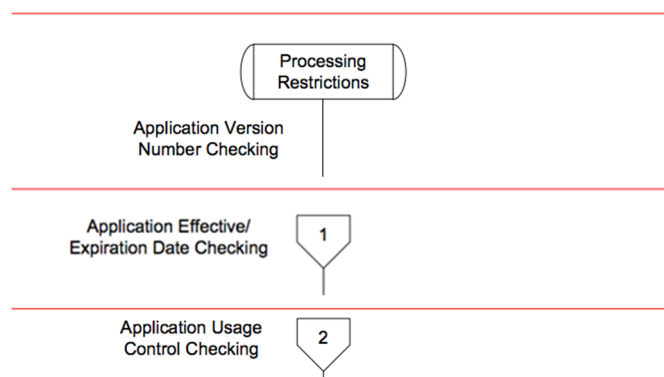 Processing
Restrictions
Application Version
Number Checking
Application Effective/
Expiration Date Checking
1
Application Usage
Control Checking
2